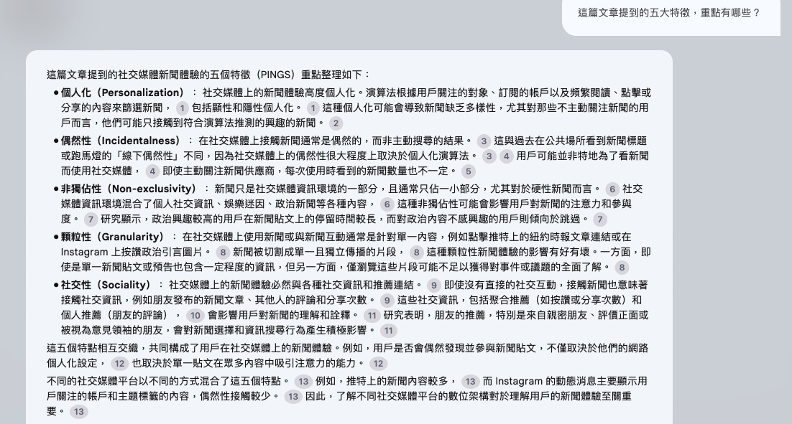 這篇文章提到的五大特徵，重點有哪些？
這篇文章提到的社交媒體新聞體驗的五個特徵（PINGS）重點整理如下：
● 個人化（Personalization）： 社交媒體上的新聞體驗高度個人化。演算法根據用戶關注的對象、訂閱的帳戶以及頻繁閱讀、點擊或
分享的內容來篩選新聞， 1 包括顯性和隱性個人化。 1 這種個人化可能會導致新聞缺乏多樣性，尤其對那些不主動關注新聞的用
戶而言，他們可能只接觸到符合演算法推測的興趣的新聞。 2
● 偶然性（Incidentalness）： 在社交媒體上接觸新聞通常是偶然的，而非主動搜尋的結果。 3 這與過去在公共場所看到新聞標題
或跑馬燈的「線下偶然性」不同，因為社交媒體上的偶然性很大程度上取決於個人化演算法。 3 4 用戶可能並非特地為了看新聞
而使用社交媒體， 4 即使主動關注新聞供應商，每次使用時看到的新聞數量也不一定。 5
● 非獨佔性（Non-exclusivity）： 新聞只是社交媒體資訊環境的一部分，且通常只佔一小部分，尤其對於硬性新聞而言。 6 社交
媒體資訊環境混合了個人社交資訊、娛樂迷因、政治新聞等各種內容， 6 這種非獨佔性可能會影響用戶對新聞的注意力和參與
度。 7 研究顯示，政治興趣較高的用戶在新聞貼文上的停留時間較長，而對政治內容不感興趣的用戶則傾向於跳過。 7
● 顆粒性（Granularity）： 在社交媒體上使用新聞或與新聞互動通常是針對單一內容，例如點擊推特上的紐約時報文章連結或在
Instagram 上按讚政治引言圖片。 8 新聞被切割成單一且獨立傳播的片段， 8 這種顆粒性新聞體驗的影響有好有壞。一方面，即
使是單一新聞貼文或預告也包含一定程度的資訊，但另一方面，僅瀏覽這些片段可能不足以獲得對事件或議題的全面了解。 8
● 社交性（Sociality）： 社交媒體上的新聞體驗必然與各種社交資訊和推薦連結。 9 即使沒有直接的社交互動，接觸新聞也意味著
接觸社交資訊，例如朋友發布的新聞文章、其他人的評論和分享次數。 9 這些社交資訊，包括聚合推薦（如按讚或分享次數）和
個人推薦（朋友的評論）， 10 會影響用戶對新聞的理解和詮釋。 11 研究表明，朋友的推薦，特別是來自親密朋友、評價正面或
被視為意見領袖的朋友，會對新聞選擇和資訊搜尋行為產生積極影響。 11
這五個特點相互交織，共同構成了用戶在社交媒體上的新聞體驗。例如，用戶是否會偶然發現並參與新聞貼文，不僅取決於他們的網路
個人化設定， 12 也取決於單一貼文在眾多內容中吸引注意力的能力。 12
不同的社交媒體平台以不同的方式混合了這五個特點。 13 例如，推特上的新聞內容較多， 13 而 Instagram 的動態消息主要顯示用
戶關注的帳戶和主題標籤的內容，偶然性接觸較少。 13 因此，了解不同社交媒體平台的數位架構對於理解用戶的新聞體驗至關重
要。 13